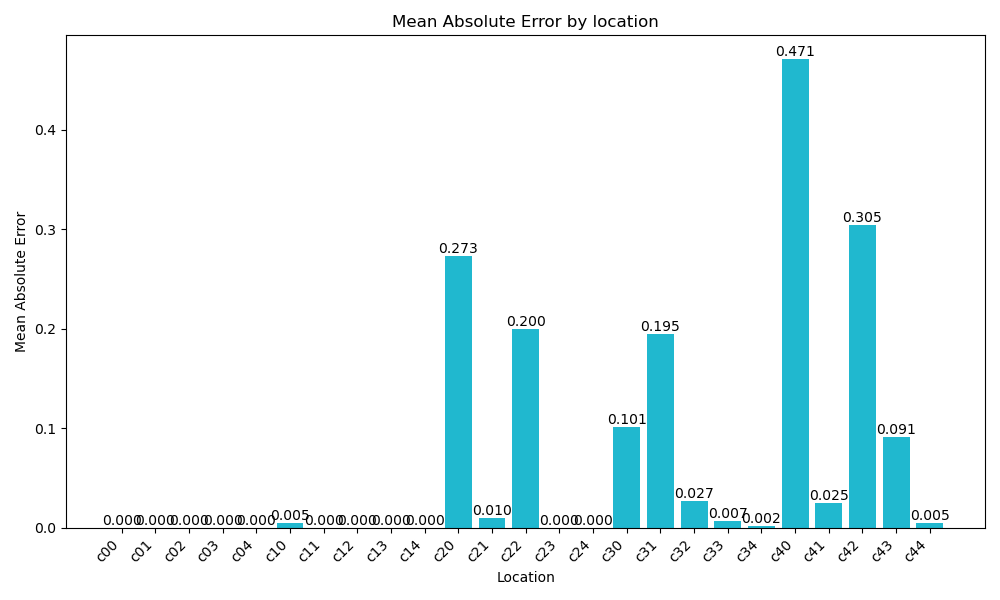 Mean Absolute Error by location
Mean Absolute Error
0.4
0.3
0.2
0.1
0.0
0.000 0.000 0.000 0.000 0.000 0.005 0.000 0.000 0.000 0.000 0.273 0.010 0.200 0.000 0.000 0.101 0.195 0.027 0.007 0.002 0.471 0.025 0.305 0.091 0.005
c00 c01 c02 c03 c04 c10 c11 c12 c13 c14 c20 c21 c22 c23 c24 c30 c31 c32 c33 c34 c40 c41 c42 c43 c44
Location